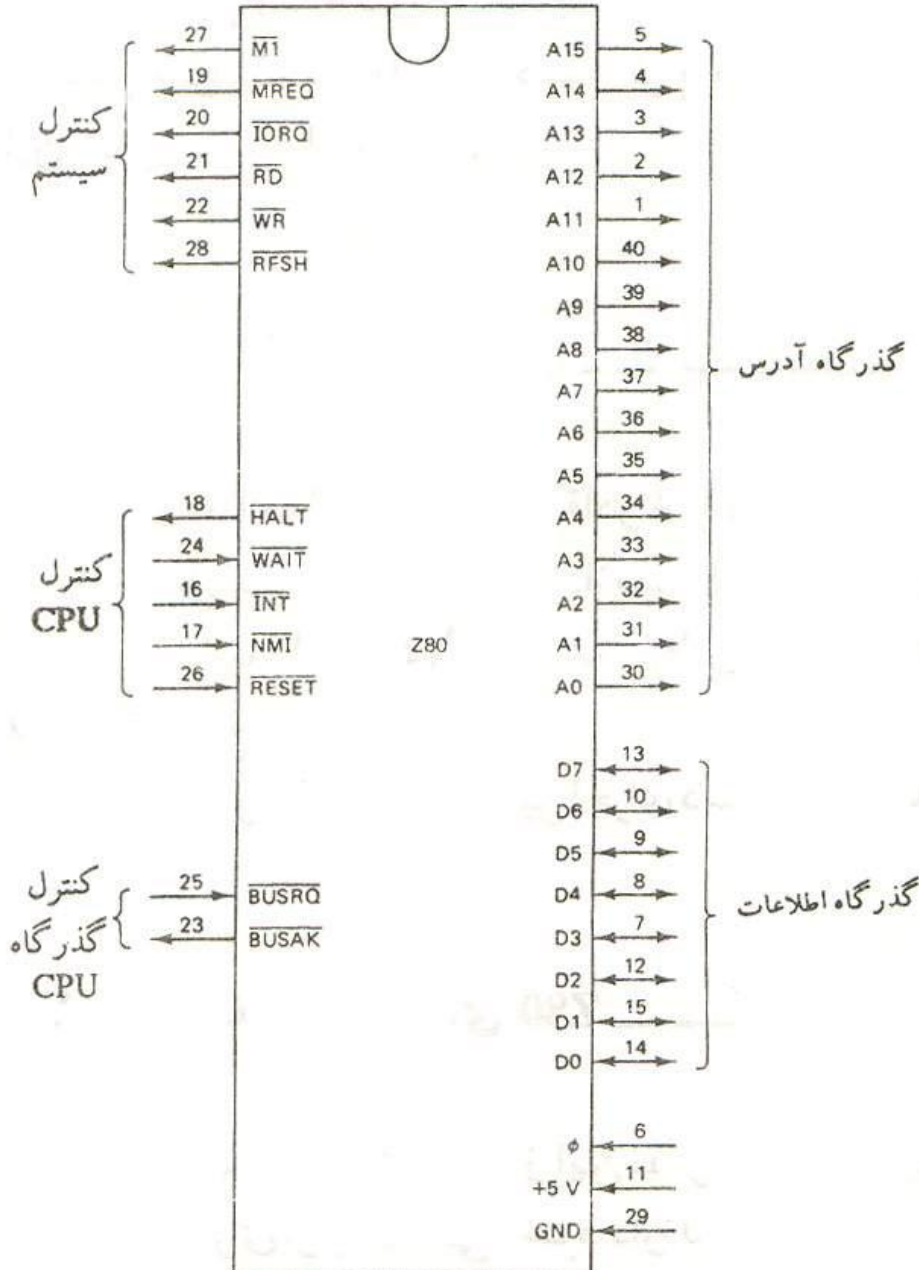 27 M1
19 MREQ
20 IORQ
21 RD
22 WR
28 RFSH
کنترل
سیستم
18 HALT
24 WAIT
16 INT
17 NMI
26 RESET
کنترل
CPU
25 BUSRQ
23 BUSAK
کنترل
گذرگاه
CPU
Z80
A15 5
A14 4
A13 3
A12 2
A11 1
A10 40
A9 39
A8 38
A7 37
A6 36
A5 35
A4 34
A3 33
A2 32
A1 31
A0 30
گذرگاه آدرس
D7 13
D6 10
D5 9
D4 8
D3 7
D2 12
D1 15
D0 14
گذرگاه اطلاعات
ϕ 6
+5 V 11
GND 29